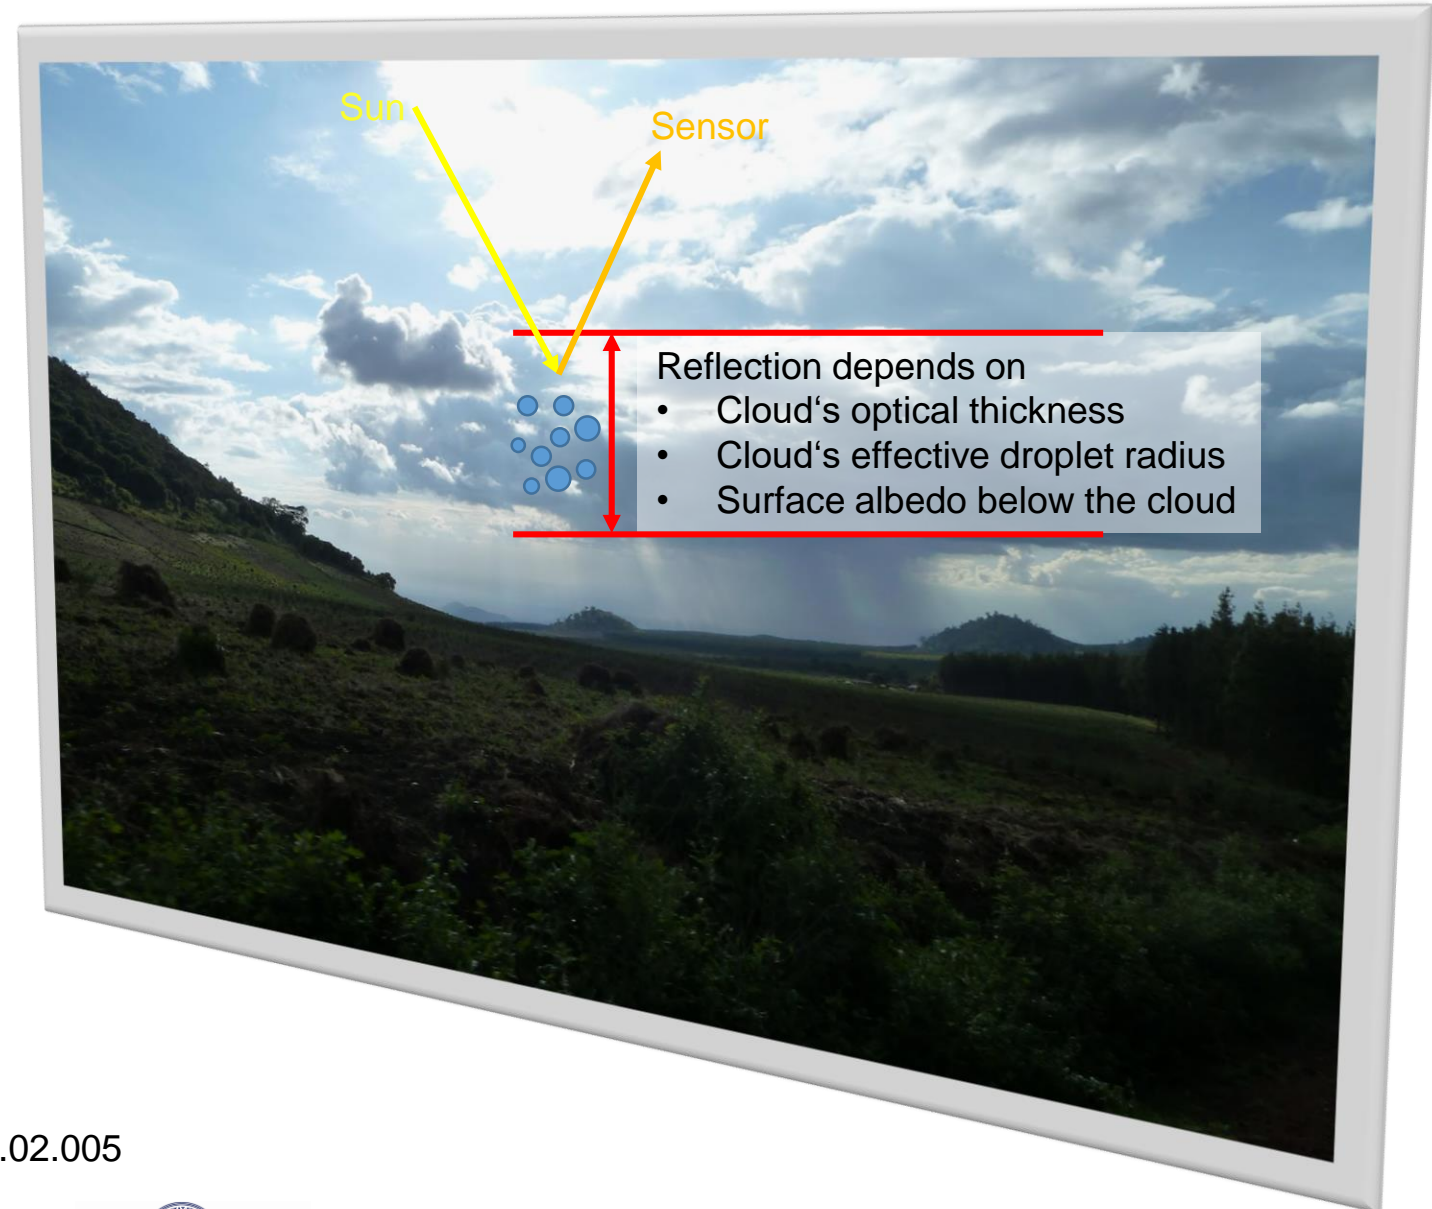 Sun
Sensor
Reflection depends on
• Cloud‘s optical thickness
• Cloud‘s effective droplet radius
• Surface albedo below the cloud
.02.005